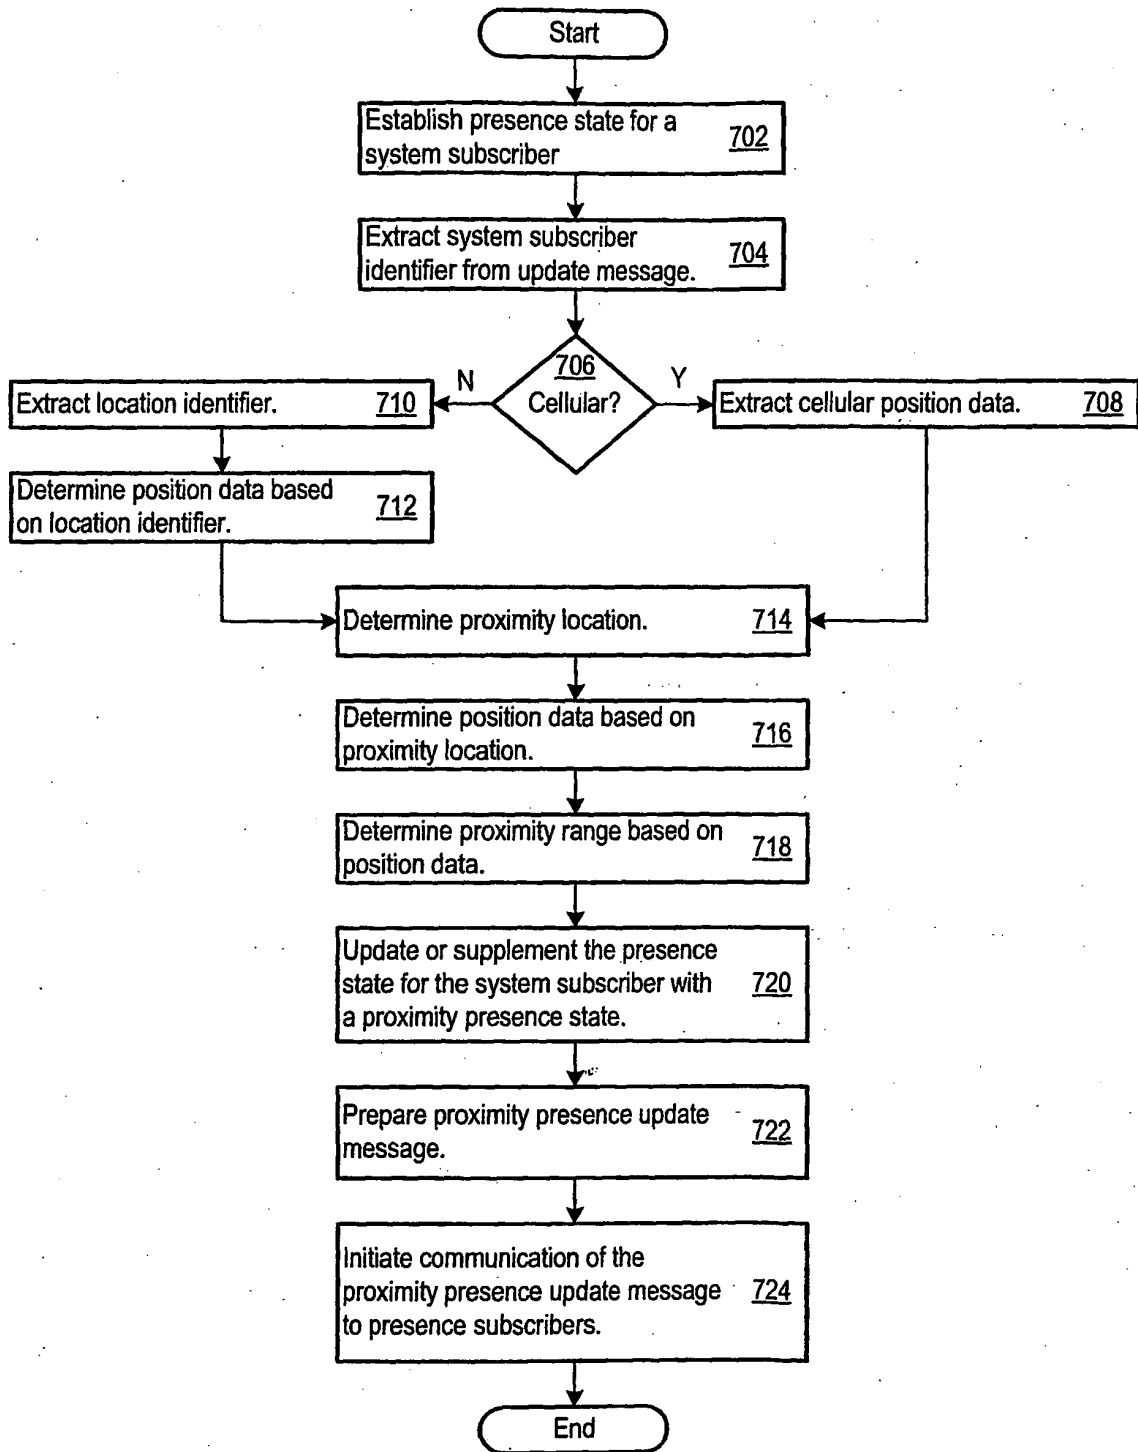 Start
Establish presence state for a
system subscriber
702
Extract system subscriber
identifier from update message.
704
706
Cellular?
N
Y
Extract location identifier.
710
Extract cellular position data.
708
Determine position data based
on location identifier.
712
Determine proximity location.
714
Determine position data based on
proximity location.
716
Determine proximity range based on
position data.
718
Update or supplement the presence
state for the system subscriber with
a proximity presence state.
720
Prepare proximity presence update
message.
722
Initiate communication of the
proximity presence update message
to presence subscribers.
724
End